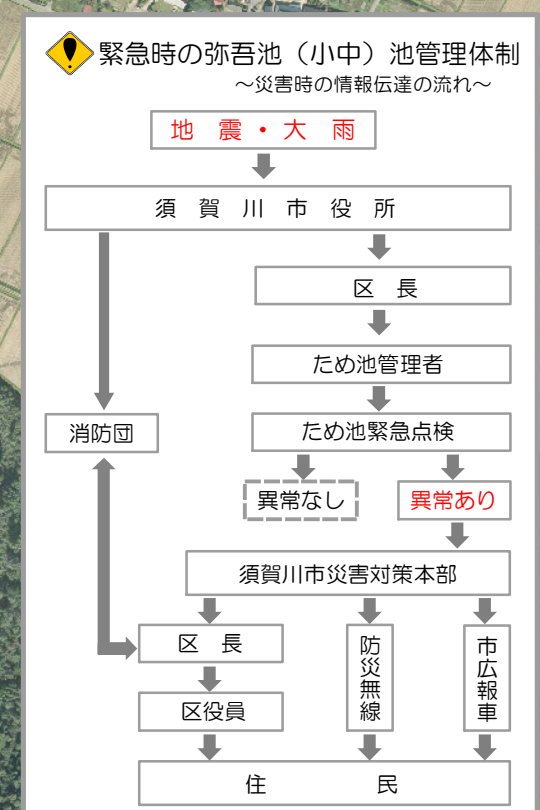 緊急時の弥吾池（小中）池管理体制
～災害時の情報伝達の流れ～
地　震・大　雨
須　賀　川　市　役　所
区　長
ため池管理者
消防団
ため池緊急点検
異常なし
異常あり
須賀川市災害対策本部
区　長
防災無線
市広報車
区役員
住　　　　民